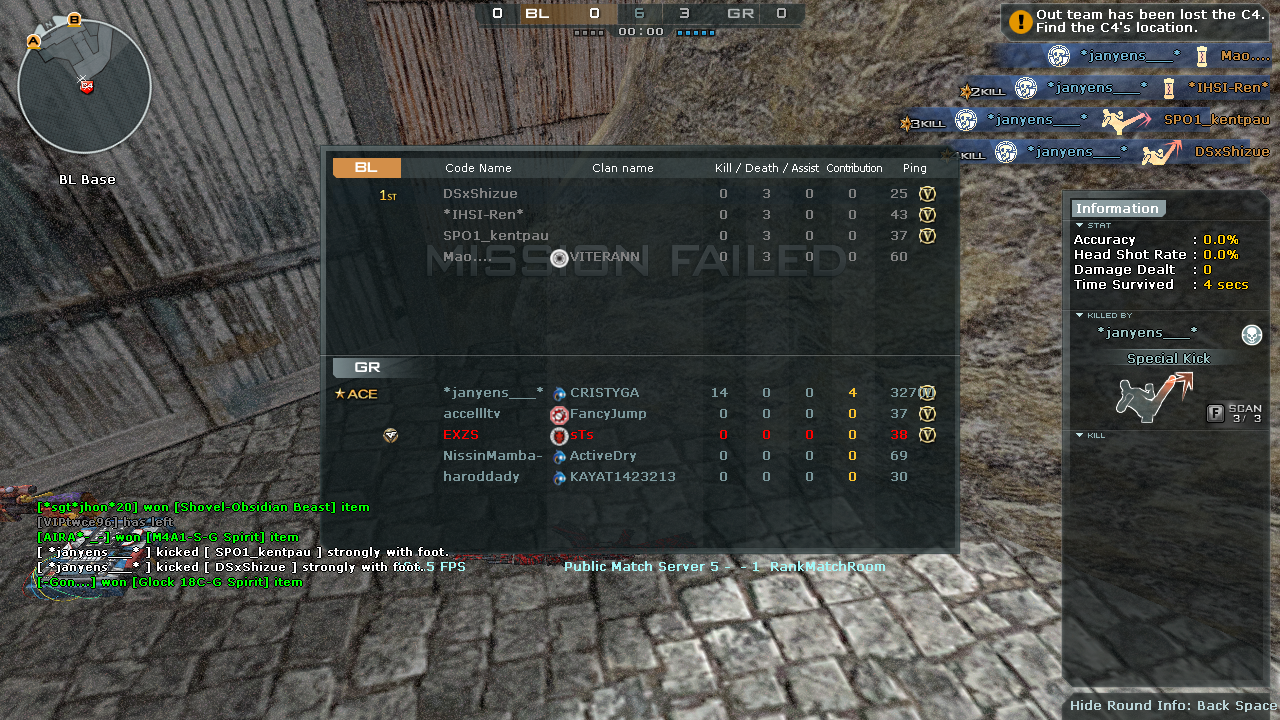 0 BL 0 6 3 GR 0
00:00
Out team has been lost the C4.
Find the C4's location.
*janyens___* Mao....
2KILL *janyens___* *IHSI-Ren*
3KILL *janyens___* SPO1_kentpau
KILL *janyens___* DSxShizue
N
A
B
C4
BL Base
BL Code Name Clan name Kill / Death / Assist Contribution Ping
1ST DSxShizue 0 3 0 0 25 V
*IHSI-Ren* 0 3 0 0 43 V
SPO1_kentpau 0 3 0 0 37 V
Mao.... VITERANN 0 3 0 0 60
MISSION FAILED
GR
★ACE *janyens___* CRISTYGA 14 0 0 4 327
accellltv FancyJump 0 0 0 0 37 V
EXZS sTs 0 0 0 0 38 V
NissinMamba- ActiveDry 0 0 0 0 69
haroddady KAYAT1423213 0 0 0 0 30
Information
STAT
Accuracy : 0.0%
Head Shot Rate : 0.0%
Damage Dealt : 0
Time Survived : 4 secs
KILLED BY
*janyens___*
Special Kick
F SCAN
3/ 3
KILL
[*sgt*jhon*20] won [Shovel-Obsidian Beast] item
[VIPtwce96] has left
won [M4A1-S-G Spirit] item
[ *janyens___* ] kicked [ SPO1_kentpau ] strongly with foot.
[ *janyens___* ] kicked [ DSxShizue ] strongly with foot.
won [Glock 18C-G Spirit] item
5 FPS
Public Match Server 5 - - 1 RankMatchRoom
Hide Round Info: Back Space